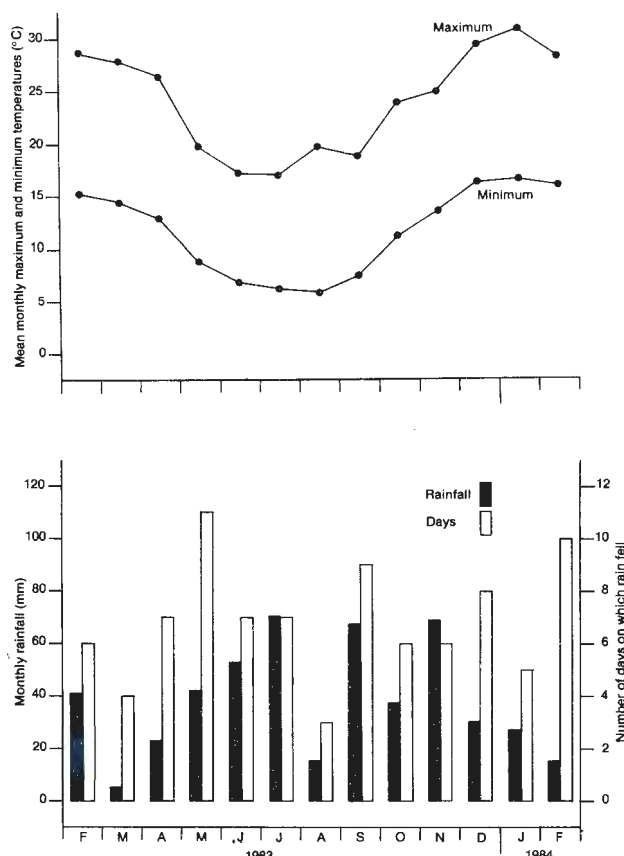 Mean monthly maximum and minimum temperatures (°C)
30
25
20
15
10
5
0
Maximum
Minimum
Monthly rainfall (mm)
120
100
80
60
40
20
0
Rainfall
Days
12
10
8
6
4
2
0
Number of days on which rain fell
F M A M J J A S O N D J F
1983 1984